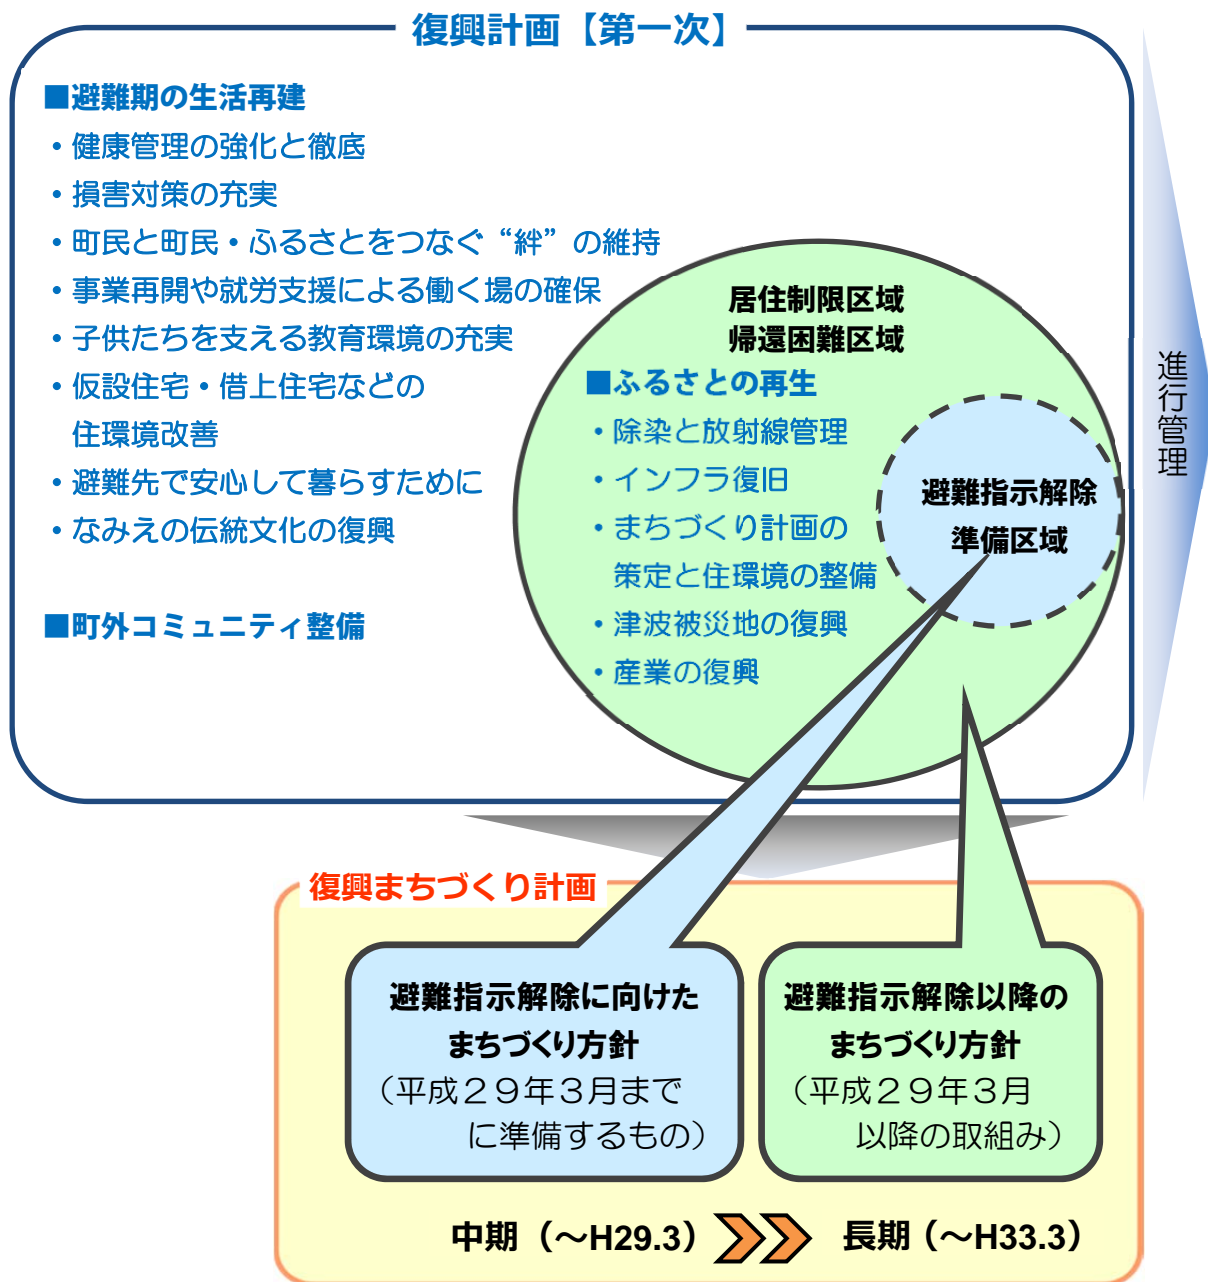 復興計画【第一次】
■避難期の生活再建
・健康管理の強化と徹底
・損害対策の充実
・町民と町民・ふるさとをつなぐ“絆”の維持
・事業再開や就労支援による働く場の確保
・子供たちを支える教育環境の充実
・仮設住宅・借上住宅などの
住環境改善
・避難先で安心して暮らすために
・なみえの伝統文化の復興
■町外コミュニティ整備
居住制限区域
帰還困難区域
■ふるさとの再生
・除染と放射線管理
・インフラ復旧
・まちづくり計画の
策定と住環境の整備
・津波被災地の復興
・産業の復興
避難指示解除
準備区域
進行管理
復興まちづくり計画
避難指示解除に向けた
まちづくり方針
（平成２９年３月まで
に準備するもの）
避難指示解除以降の
まちづくり方針
（平成２９年３月
以降の取組み）
中期（～H29.3）
長期（～H33.3）